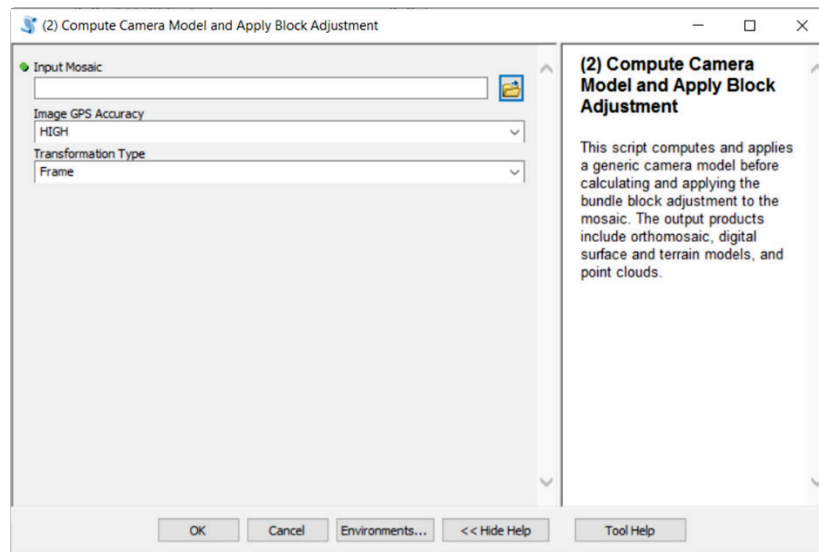 (2) Compute Camera Model and Apply Block Adjustment
Input Mosaic
Image GPS Accuracy
HIGH
Transformation Type
Frame
(2) Compute Camera
Model and Apply Block
Adjustment
This script computes and applies
a generic camera model before
calculating and applying the
bundle block adjustment to the
mosaic. The output products
include orthomosaic, digital
surface and terrain models, and
point clouds.
OK
Cancel
Environments...
<< Hide Help
Tool Help